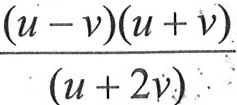 (u − v)(u + v)
(u + 2v)